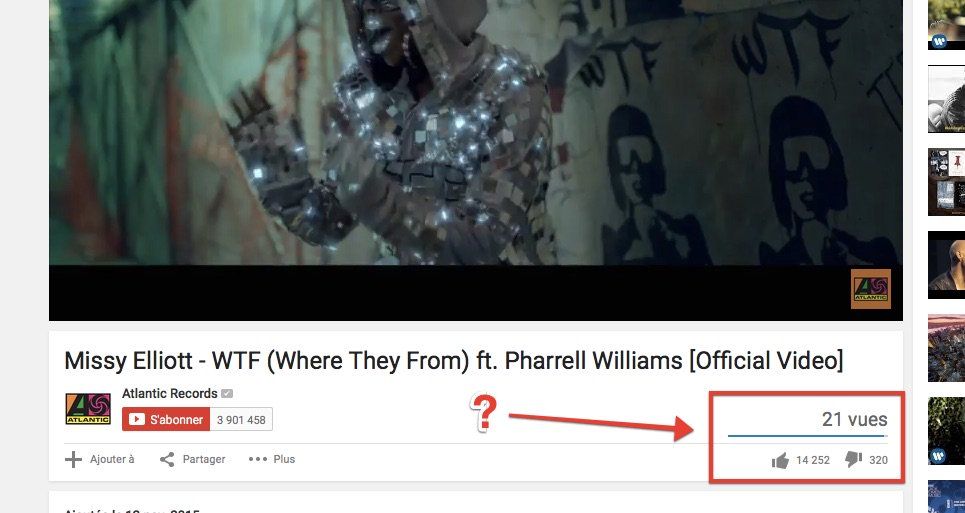 WTF
WTF
ATLANTIC
Missy Elliott - WTF (Where They From) ft. Pharrell Williams [Official Video]
Atlantic Records
ATLANTIC
S'abonner 3 901 458
?
21 vues
Ajouter à Partager Plus
14 252 320